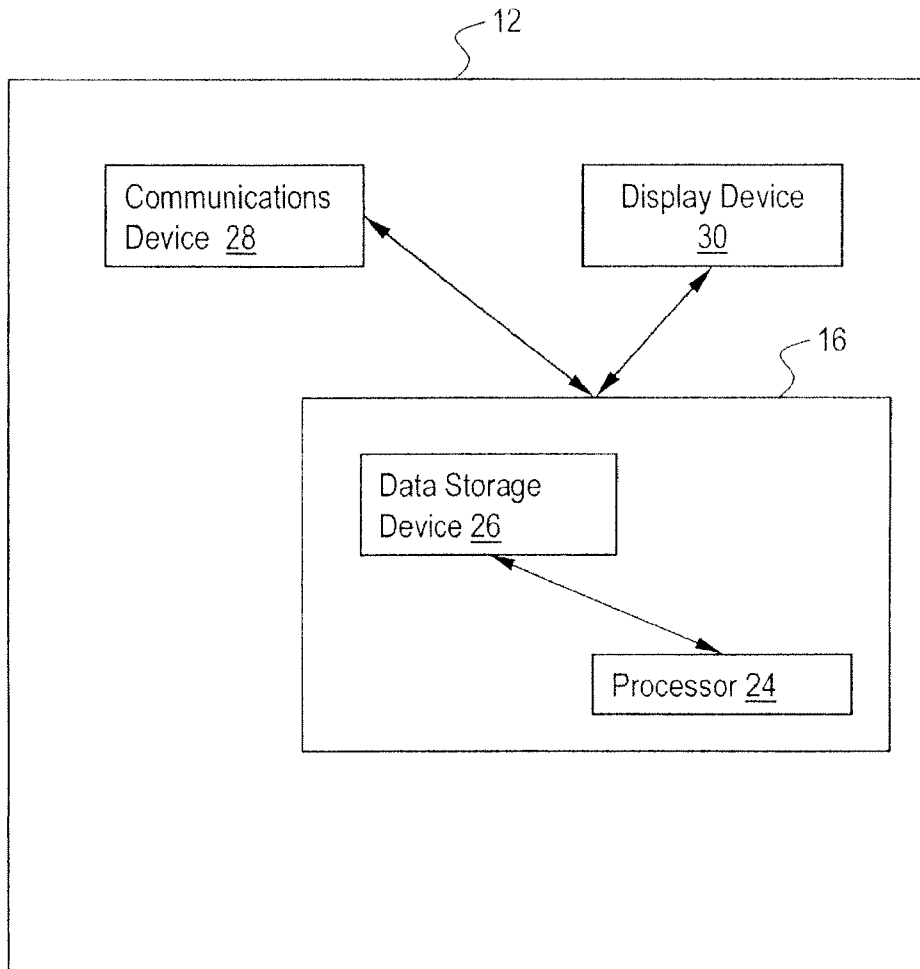 12
Communications
Device 28
Display Device
30
16
Data Storage
Device 26
Processor 24